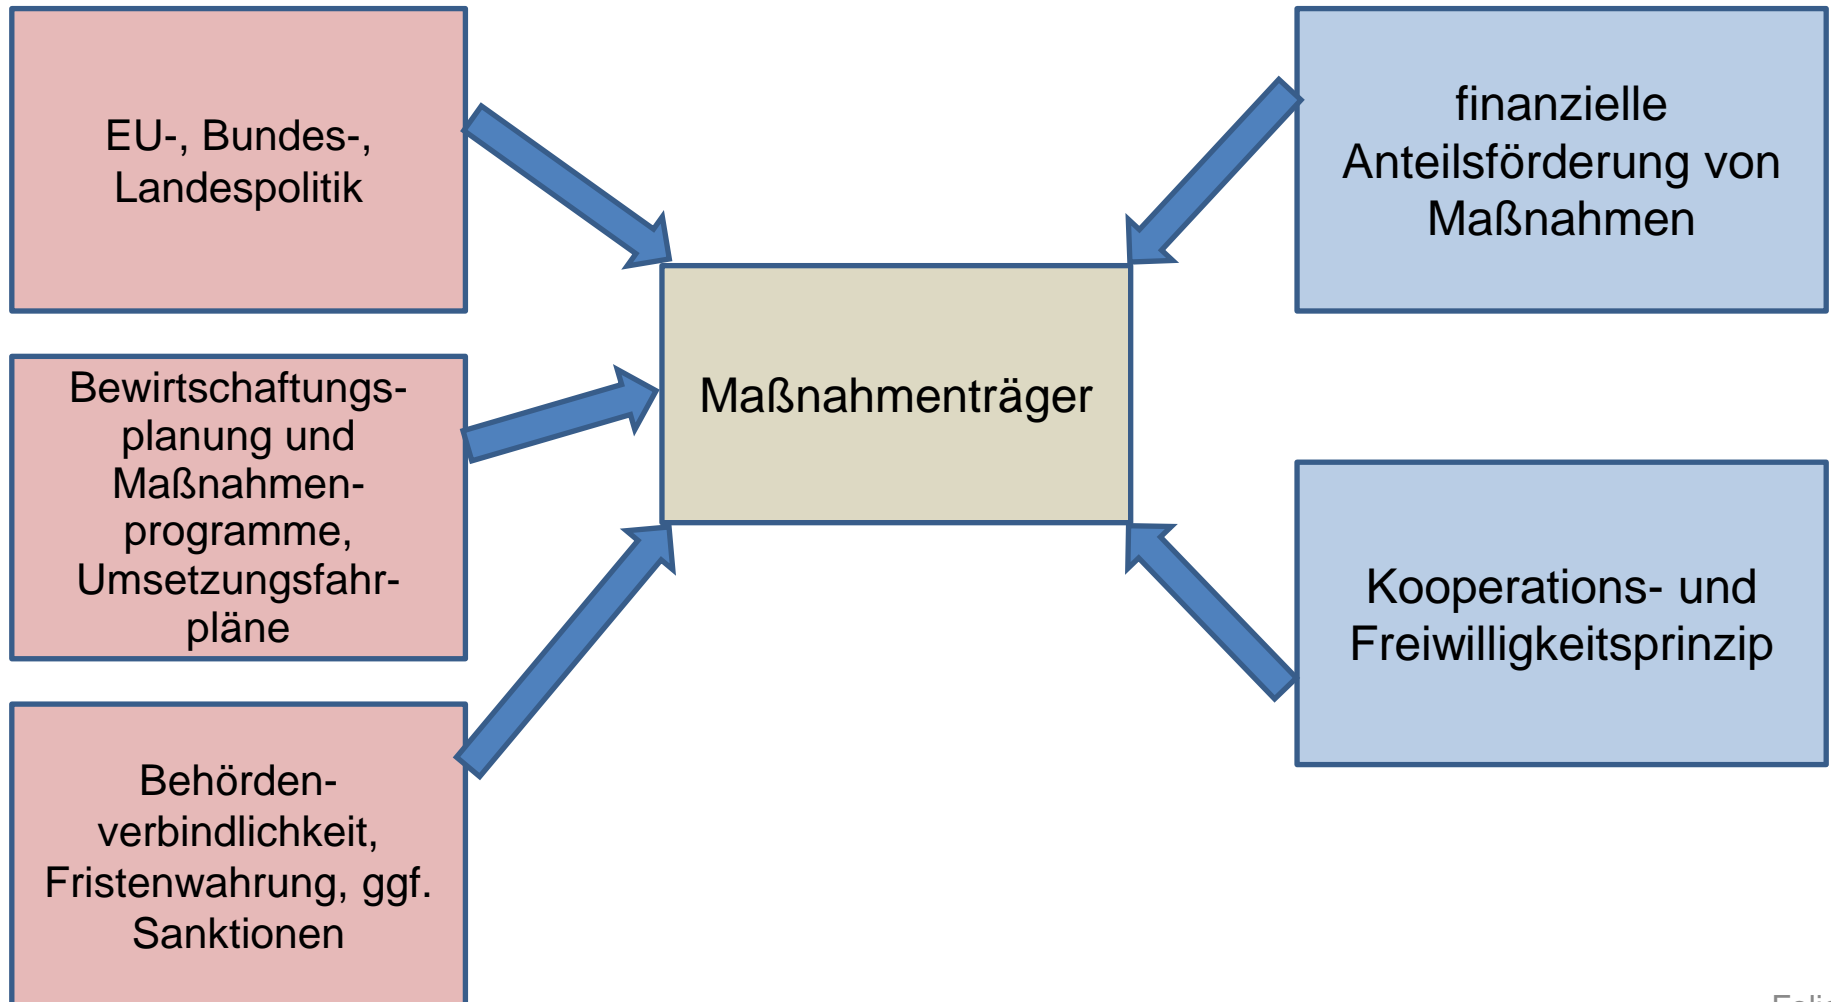 EU-, Bundes-,
Landespolitik
Bewirtschaftungs-
planung und
Maßnahmen-
programme,
Umsetzungsfahr-
pläne
Behörden-
verbindlichkeit,
Fristenwahrung, ggf.
Sanktionen
Maßnahmenträger
finanzielle
Anteilsförderung von
Maßnahmen
Kooperations- und
Freiwilligkeitsprinzip